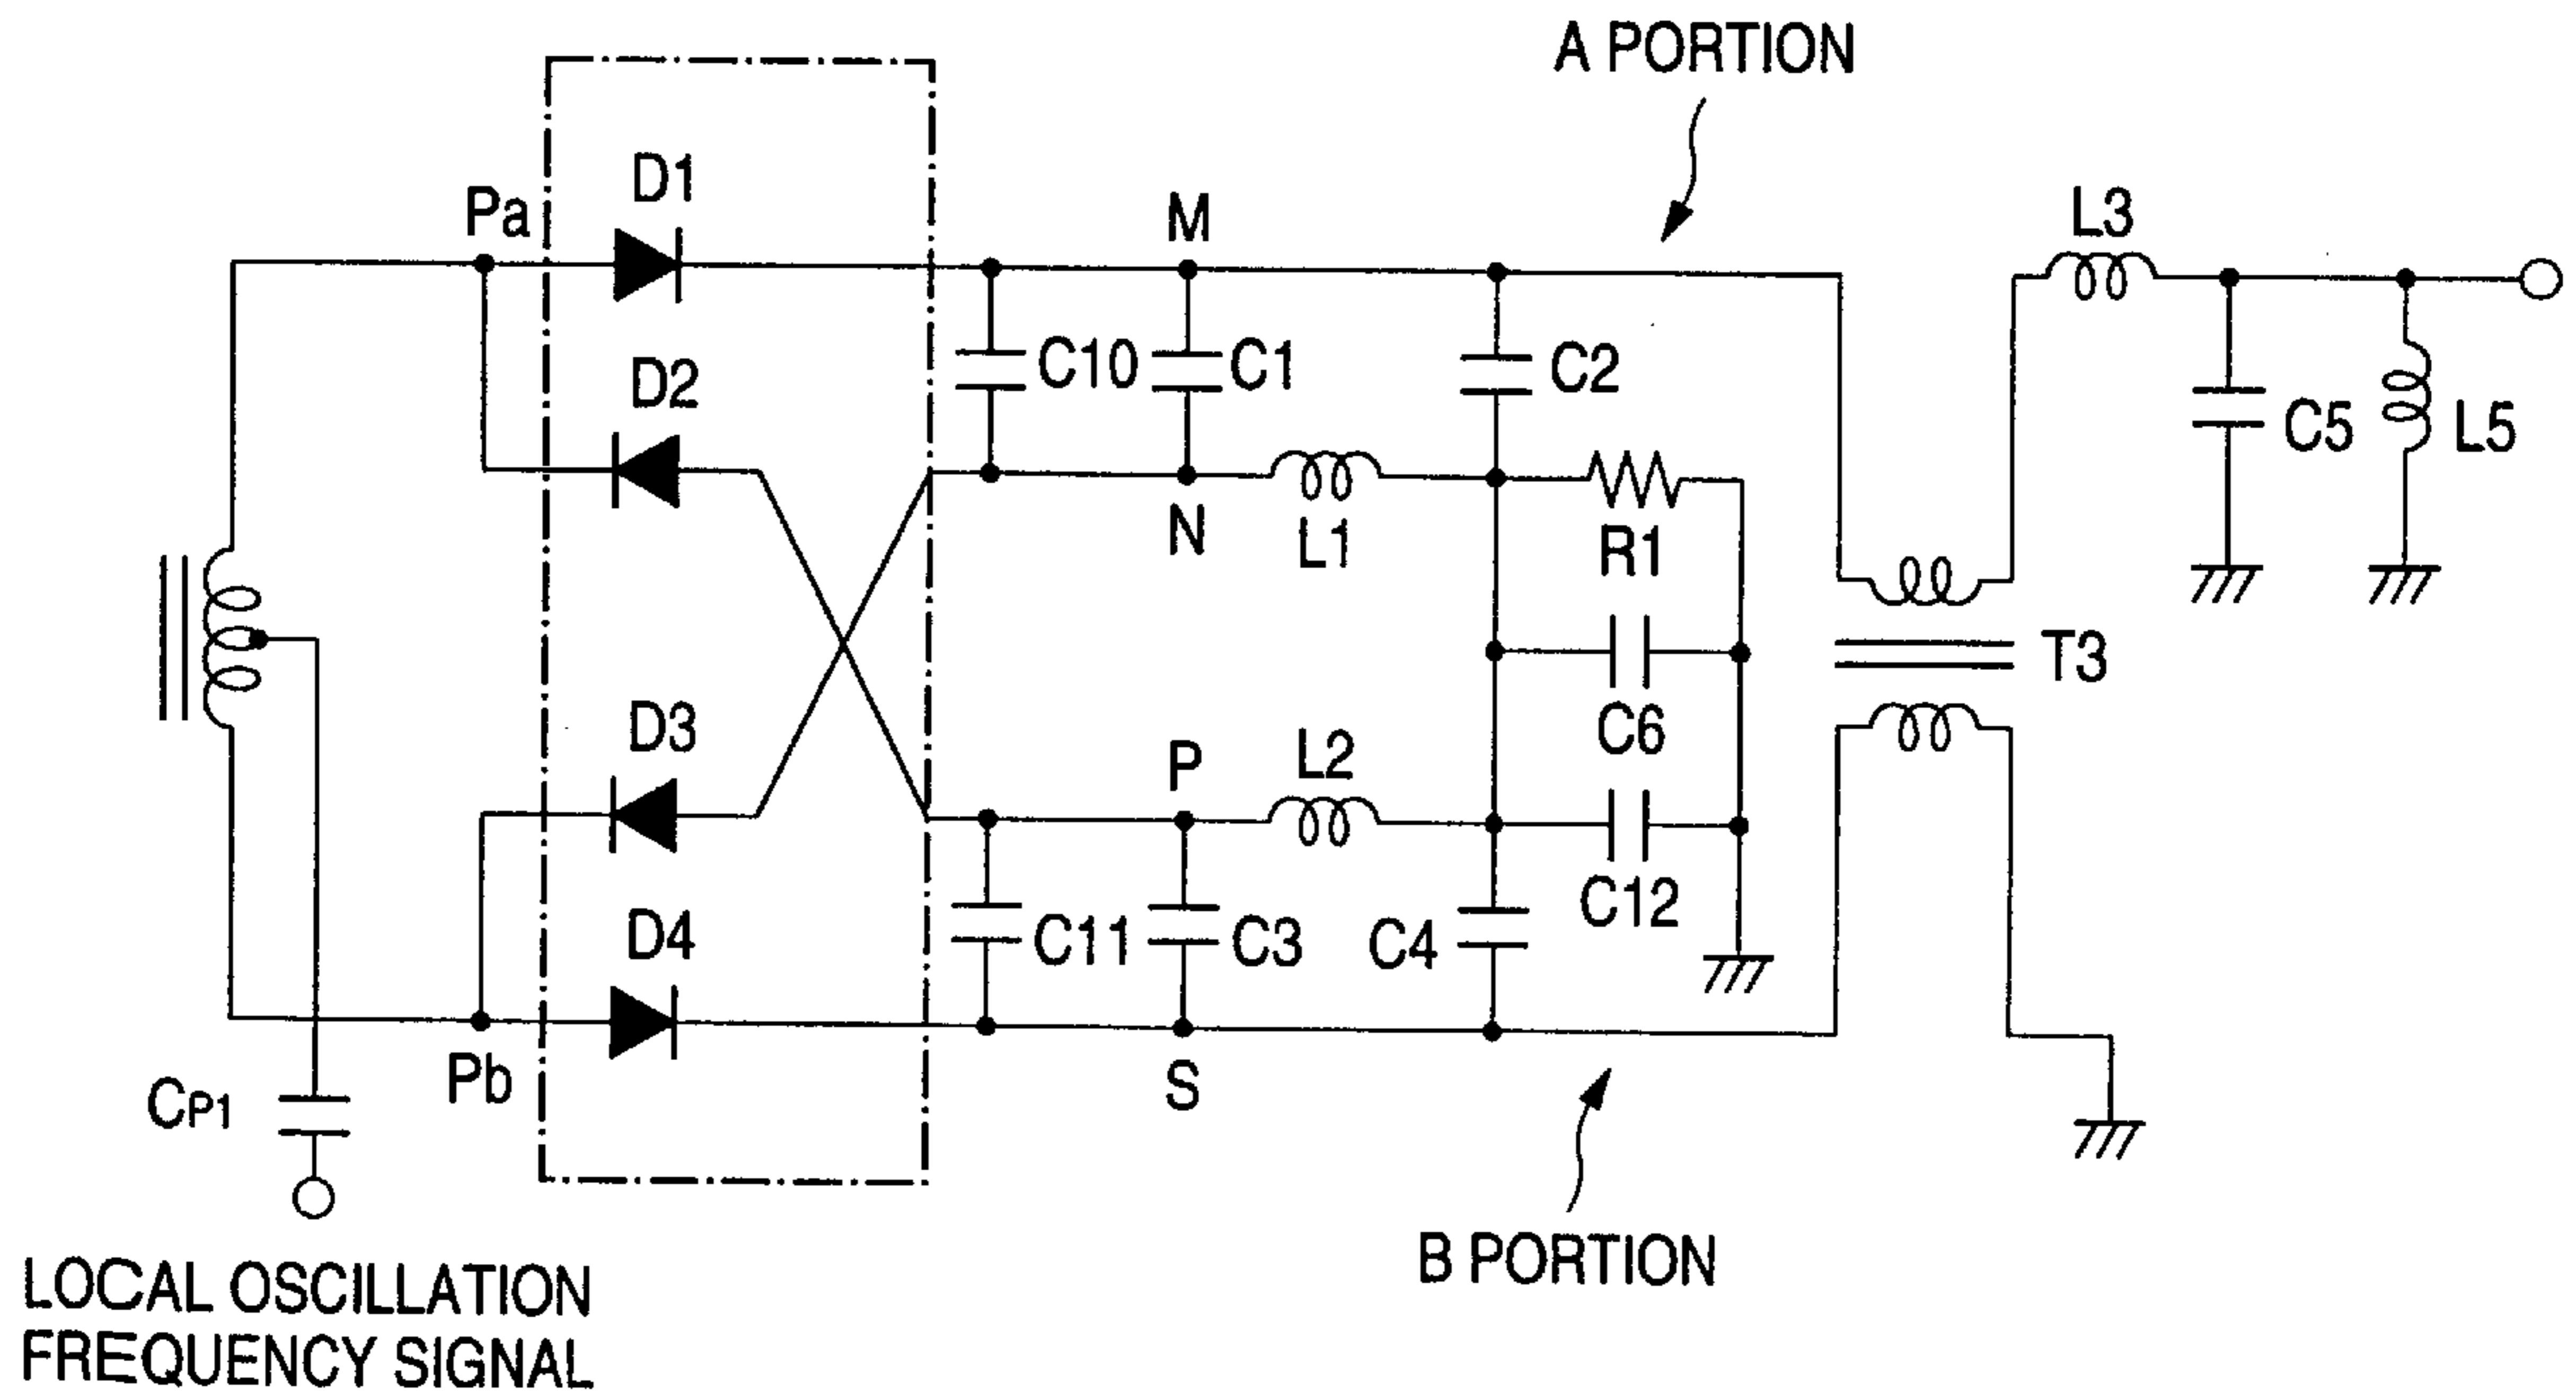 A PORTION
D1
Pa
M
L3
D2
C10
C1
C2
C5
L5
N
L1
R1
T3
D3
P
L2
C6
D4
C11
C3
C4
C12
Pb
S
CP1
B PORTION
LOCAL OSCILLATION
FREQUENCY SIGNAL